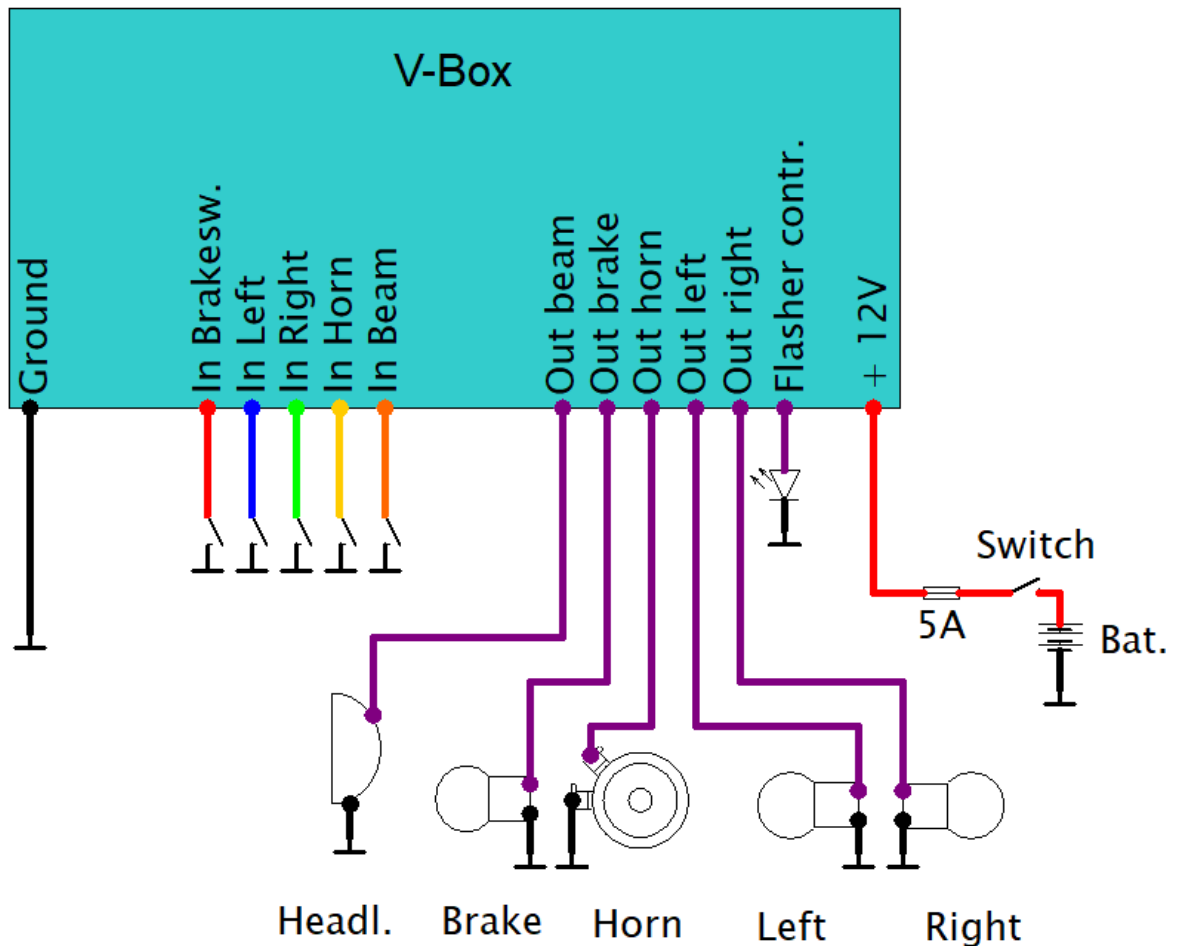 V-Box
Ground
In Brakesw.
In Left
In Right
In Horn
In Beam
Out beam
Out brake
Out horn
Out left
Out right
Flasher contr.
+ 12V
Switch
5A
Bat.
Headl.
Brake
Horn
Left
Right